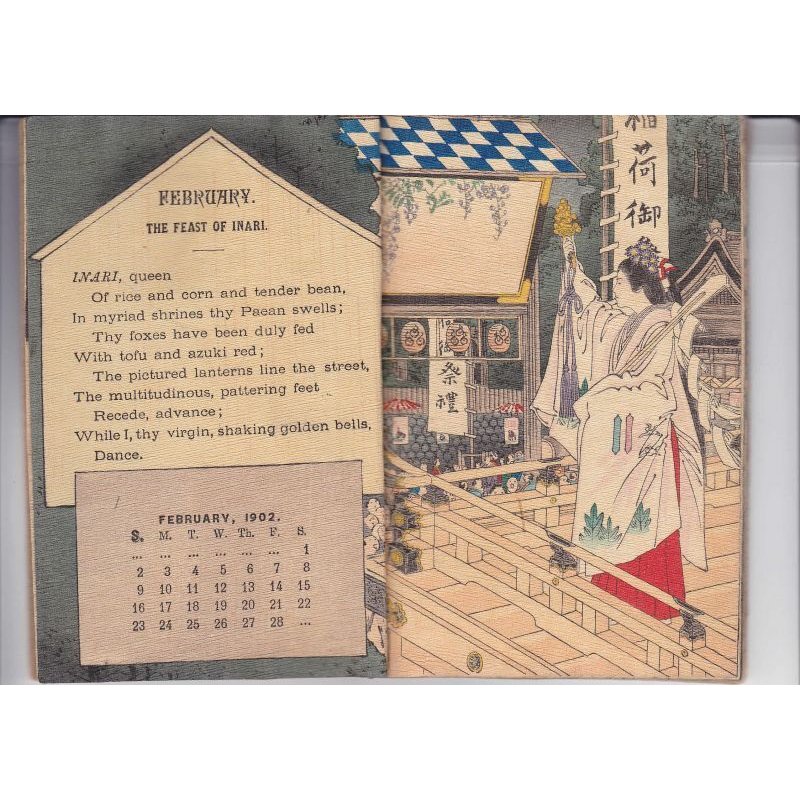 FEBRUARY.
THE FEAST OF INARI.
INARI, queen
Of rice and corn and tender bean,
In myriad shrines thy Paean swells;
Thy foxes have been duly fed
With tofu and azuki red;
The pictured lanterns line the street,
The multitudinous, pattering feet
Recede, advance;
While I, thy virgin, shaking golden bells,
Dance.
FEBRUARY, 1902.
S. M. T. W. Th. F. S.
... ... ... ... ... ... 1
2 3 4 5 6 7 8
9 10 11 12 13 14 15
16 17 18 19 20 21 22
23 24 25 26 27 28 ...
稲荷御
祭禮